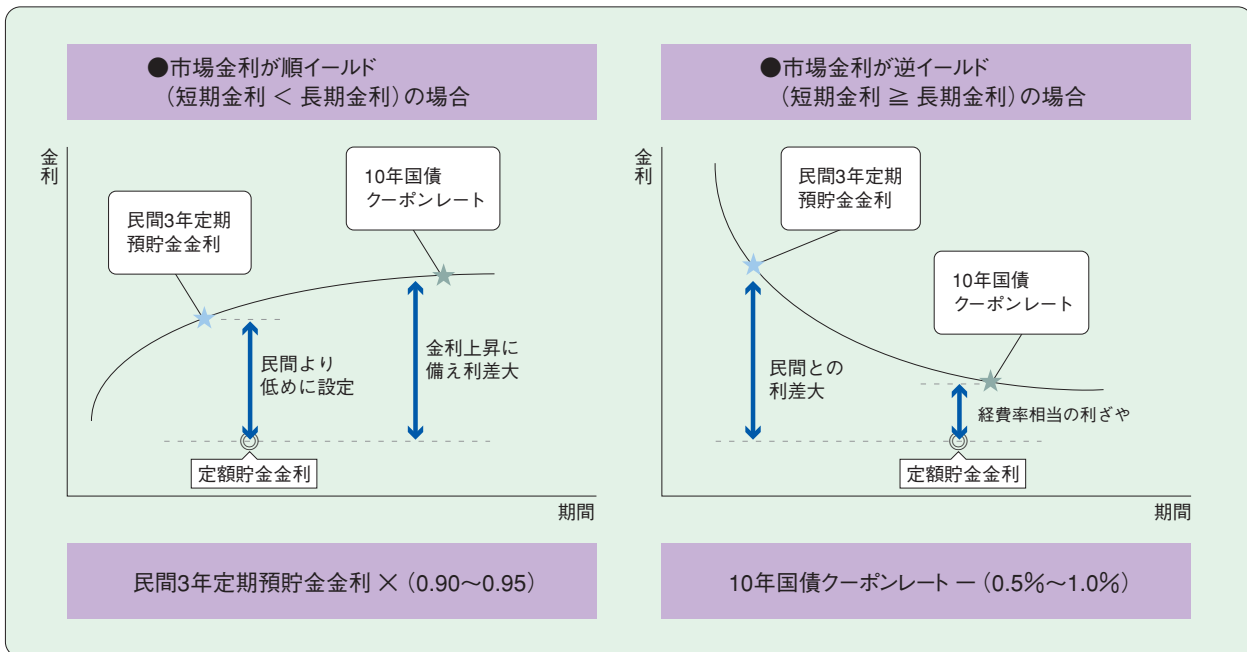 ●市場金利が順イールド
（短期金利 < 長期金利）の場合
金利
10年国債
クーポンレート
民間3年定期
預貯金金利
民間より
低めに設定
金利上昇に
備え利差大
定額貯金金利
期間
民間3年定期預貯金金利 ×（0.90～0.95）
●市場金利が逆イールド
（短期金利 ≧ 長期金利）の場合
金利
民間3年定期
預貯金金利
10年国債
クーポンレート
民間との
利差大
経費率相当の利ざや
定額貯金金利
期間
10年国債クーポンレート ー（0.5%～1.0%）